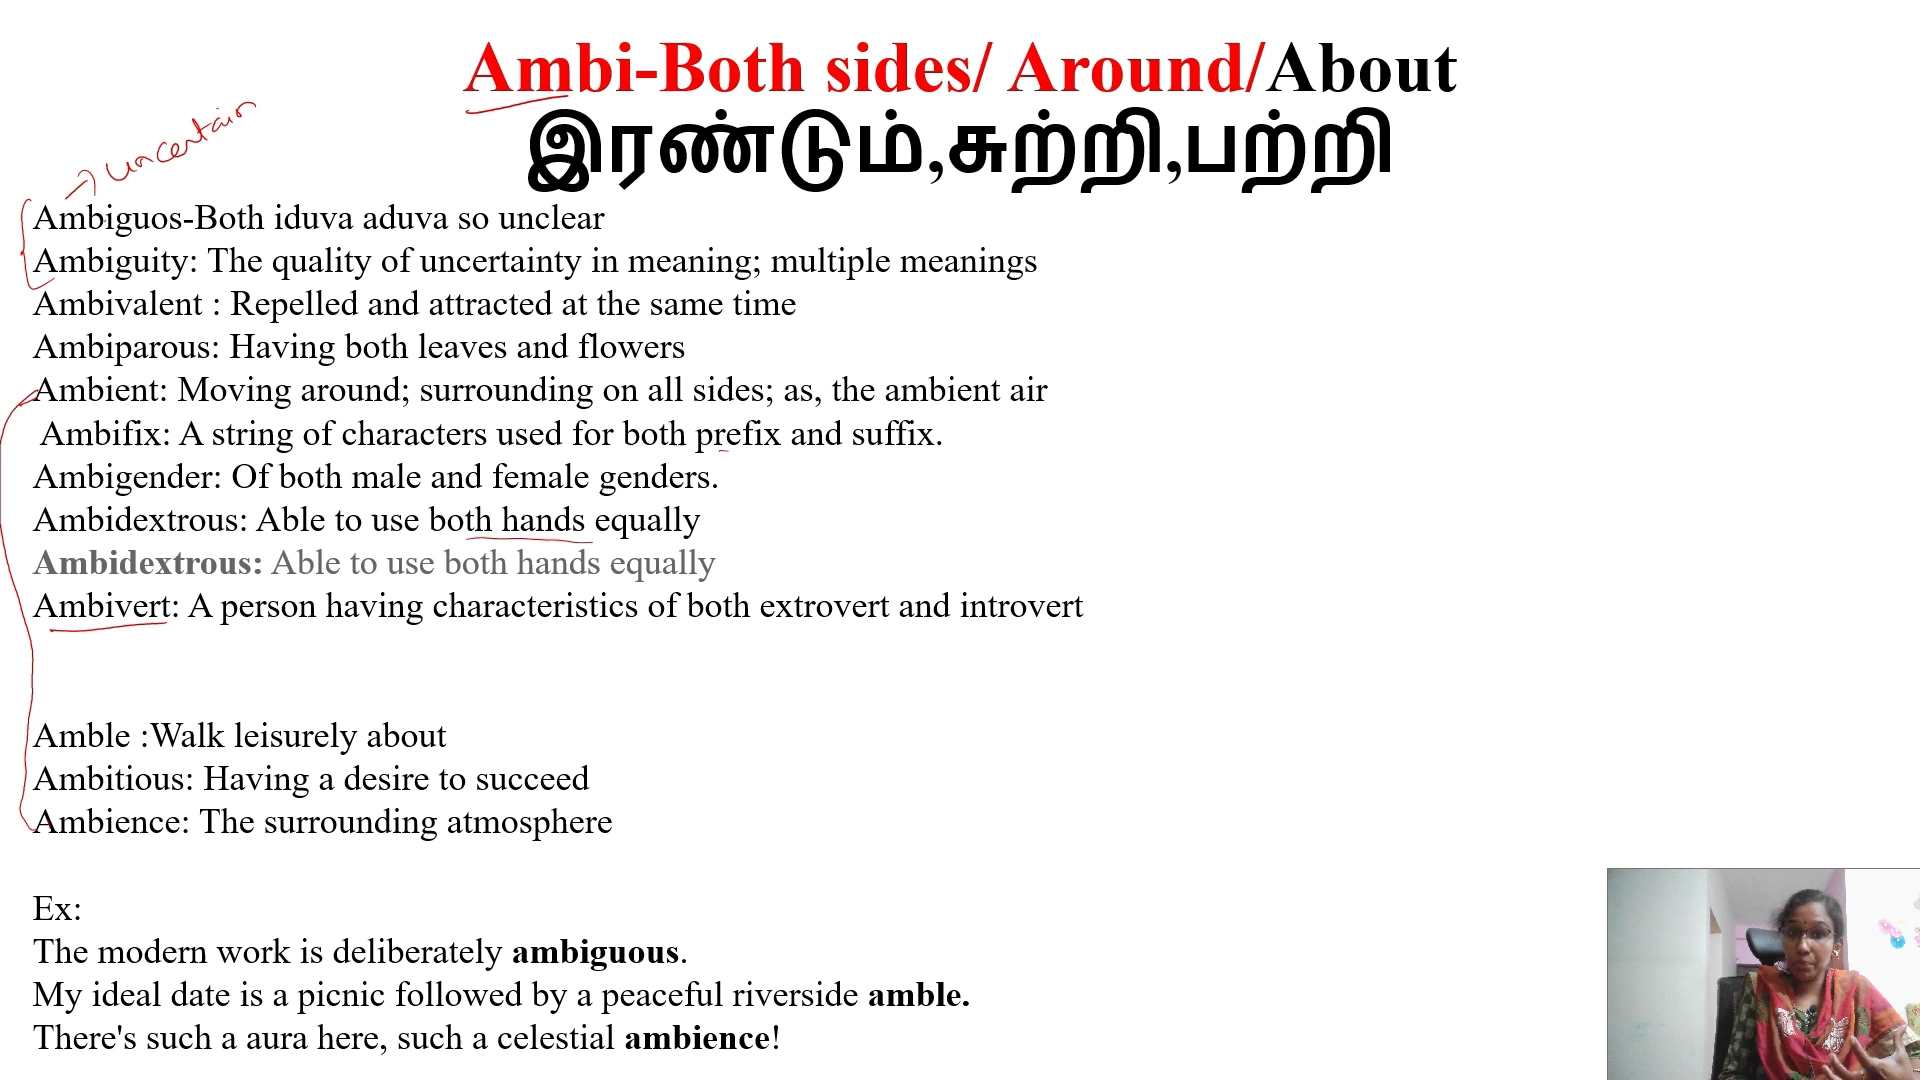 Ambi-Both sides/ Around/About
இரண்டும்,சுற்றி,பற்றி
→ uncertain
Ambiguos-Both iduva aduva so unclear
Ambiguity: The quality of uncertainty in meaning; multiple meanings
Ambivalent : Repelled and attracted at the same time
Ambiparous: Having both leaves and flowers
Ambient: Moving around; surrounding on all sides; as, the ambient air
Ambifix: A string of characters used for both prefix and suffix.
Ambigender: Of both male and female genders.
Ambidextrous: Able to use both hands equally
Ambidextrous: Able to use both hands equally
Ambivert: A person having characteristics of both extrovert and introvert
Amble :Walk leisurely about
Ambitious: Having a desire to succeed
Ambience: The surrounding atmosphere
Ex:
The modern work is deliberately ambiguous.
My ideal date is a picnic followed by a peaceful riverside amble.
There's such a aura here, such a celestial ambience!